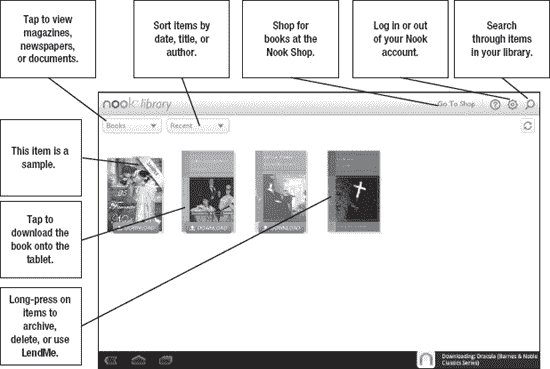 Tap to view
magazines,
newspapers,
or documents.
Sort items by
date, title, or
author.
Shop for
books at the
Nook Shop.
Log in or out
of your Nook
account.
Search
through items
in your library.
nook library
Go To Shop
Books
Recent
This item is a
sample.
Tap to
download the
book onto the
tablet.
Long-press on
items to
archive,
delete, or use
LendMe.
DOWNLOAD
DOWNLOAD
DOWNLOAD
Downloading: Dracula (Barnes & Noble
Classics Series)